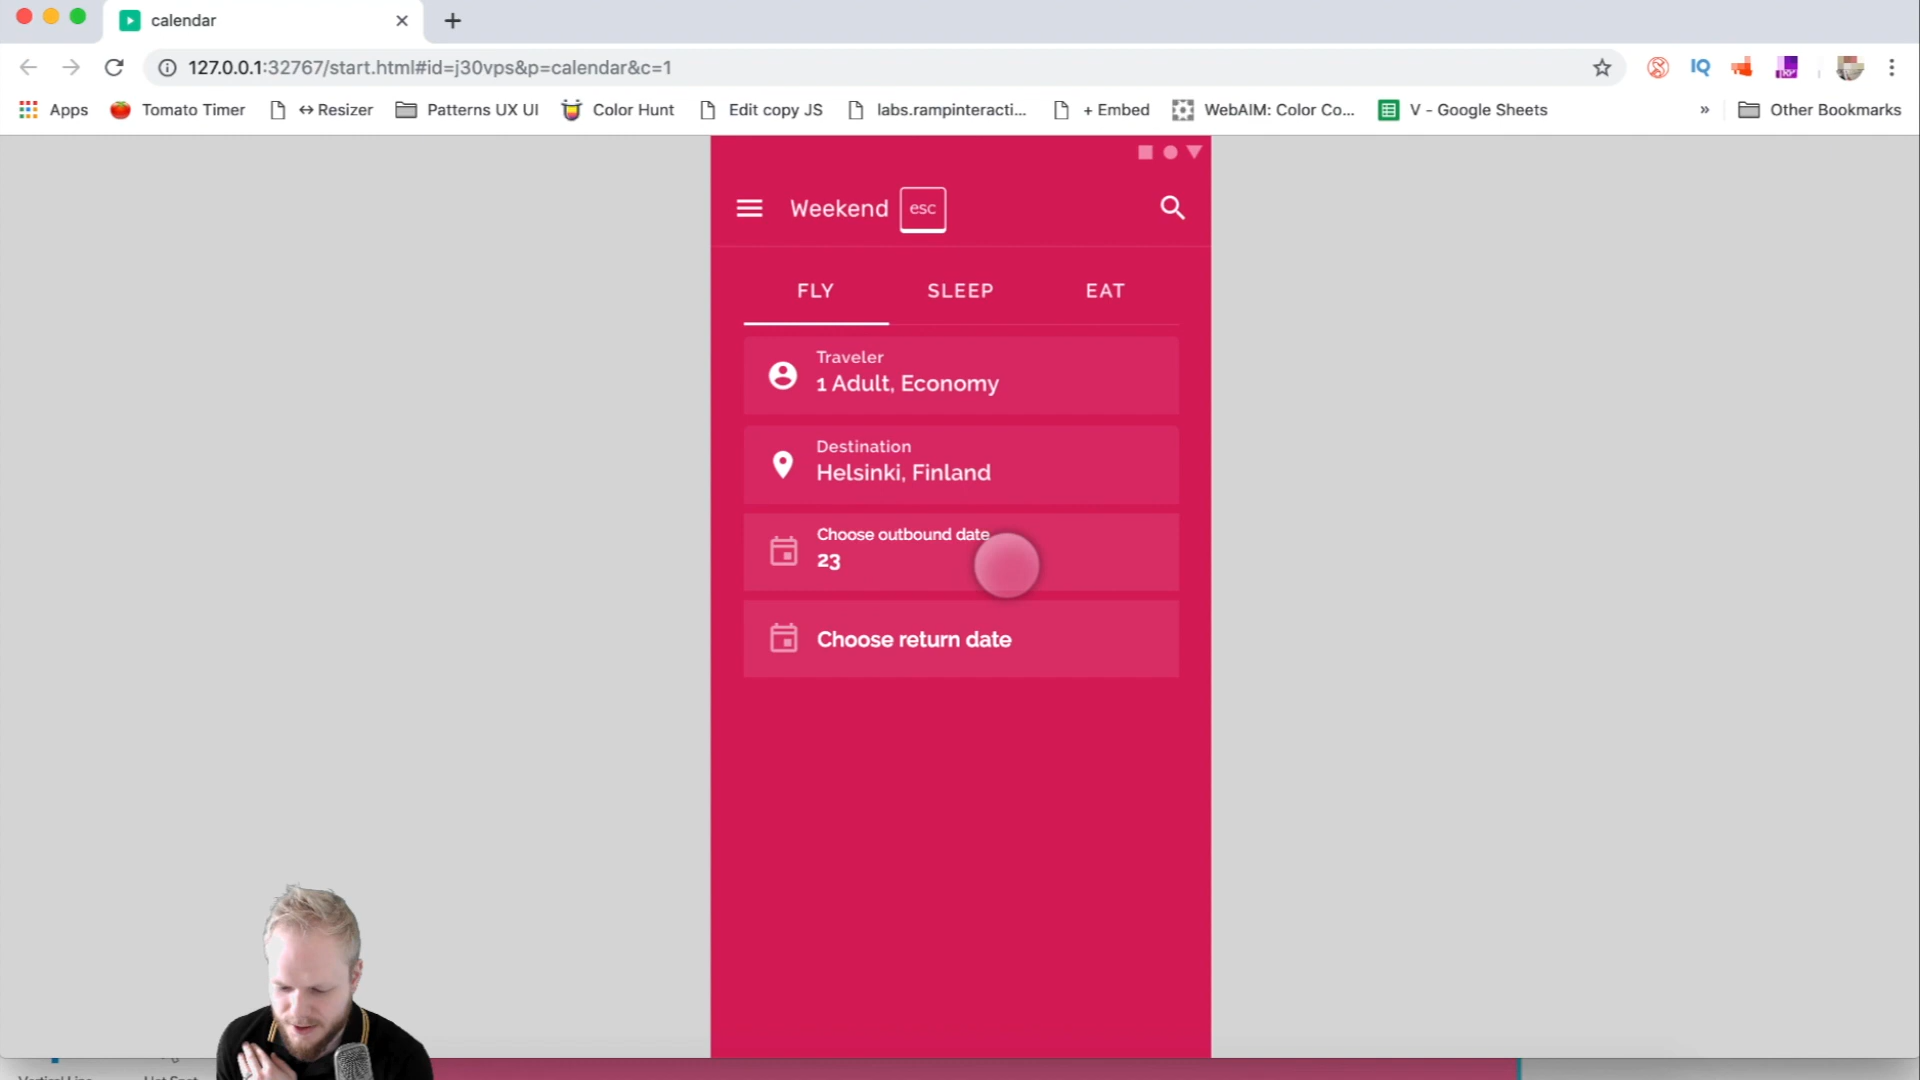 calendar
127.0.0.1:32767/start.html#id=j30vps&p=calendar&c=1
IQ
Apps Tomato Timer ↔ Resizer Patterns UX UI Color Hunt Edit copy JS labs.rampinteracti... + Embed WebAIM: Color Co... V - Google Sheets » Other Bookmarks
Weekend esc
FLY SLEEP EAT
Traveler
1 Adult, Economy
Destination
Helsinki, Finland
Choose outbound date
23
Choose return date